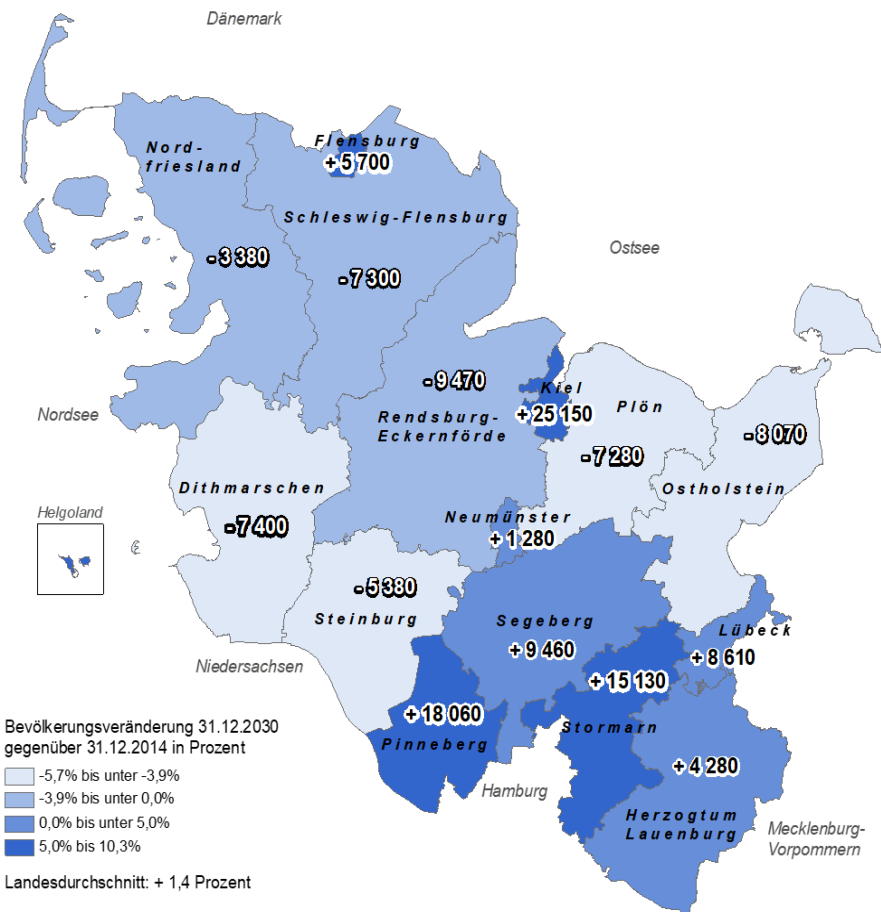 Dänemark
Nord-
friesland
Flensburg
+ 5 700
Schleswig-Flensburg
- 3 380
- 7 300
Ostsee
- 9 470
Kiel
+ 25 150
Rendsburg-
Eckernförde
Plön
- 7 280
- 8 070
Ostholstein
Nordsee
Dithmarschen
- 7 400
Helgoland
Neumünster
+ 1 280
- 5 380
Steinburg
Segeberg
+ 9 460
Lübeck
+ 8 610
Niedersachsen
+ 15 130
Stormarn
+ 18 060
Pinneberg
Hamburg
+ 4 280
Herzogtum
Lauenburg
Mecklenburg-
Vorpommern
Bevölkerungsveränderung 31.12.2030
gegenüber 31.12.2014 in Prozent
-5,7% bis unter -3,9%
-3,9% bis unter 0,0%
0,0% bis unter 5,0%
5,0% bis 10,3%
Landesdurchschnitt: + 1,4 Prozent